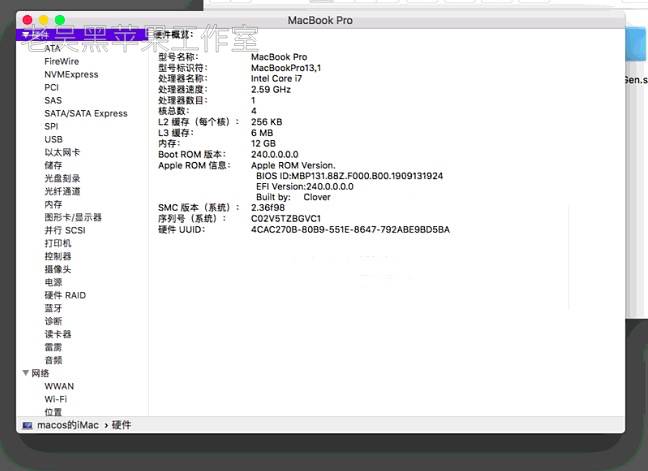 MacBook Pro
老吴黑苹果工作室
Gen.s
▼硬件
ATA
FireWire
NVMExpress
PCI
SAS
SATA/SATA Express
SPI
USB
以太网卡
储存
光盘刻录
光纤通道
内存
图形卡/显示器
并行 SCSI
打印机
控制器
摄像头
电源
硬件 RAID
蓝牙
诊断
读卡器
雷雳
音频
▼网络
WWAN
Wi-Fi
位置
硬件概览:
型号名称: MacBook Pro
型号标识符: MacBookPro13,1
处理器名称: Intel Core i7
处理器速度: 2.59 GHz
处理器数目: 1
核总数: 4
L2 缓存(每个核): 256 KB
L3 缓存: 6 MB
内存: 12 GB
Boot ROM 版本: 240.0.0.0.0
Apple ROM 信息: Apple ROM Version.
BIOS ID:MBP131.88Z.F000.B00.1909131924
EFI Version:240.0.0.0.0
Built by: Clover
SMC 版本(系统): 2.36f98
序列号(系统): C02V5TZBGVC1
硬件 UUID: 4CAC270B-80B9-551E-8647-792ABE9BD5BA
macos的iMac › 硬件